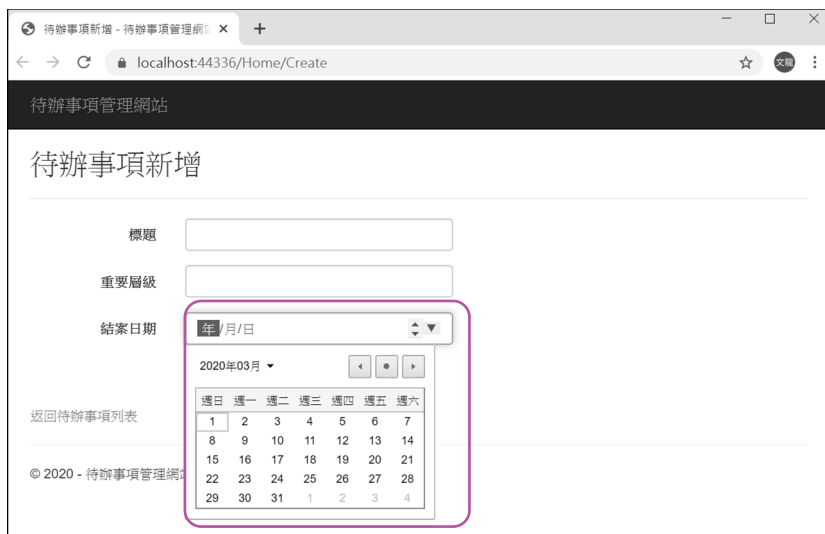 待辦事項新增 - 待辦事項管理網
localhost:44336/Home/Create
文龍
待辦事項管理網站
待辦事項新增
標題
重要層級
結案日期
年/月/日
2020年03月
週日 週一 週二 週三 週四 週五 週六
1 2 3 4 5 6 7
8 9 10 11 12 13 14
15 16 17 18 19 20 21
22 23 24 25 26 27 28
29 30 31 1 2 3 4
返回待辦事項列表
© 2020 - 待辦事項管理網